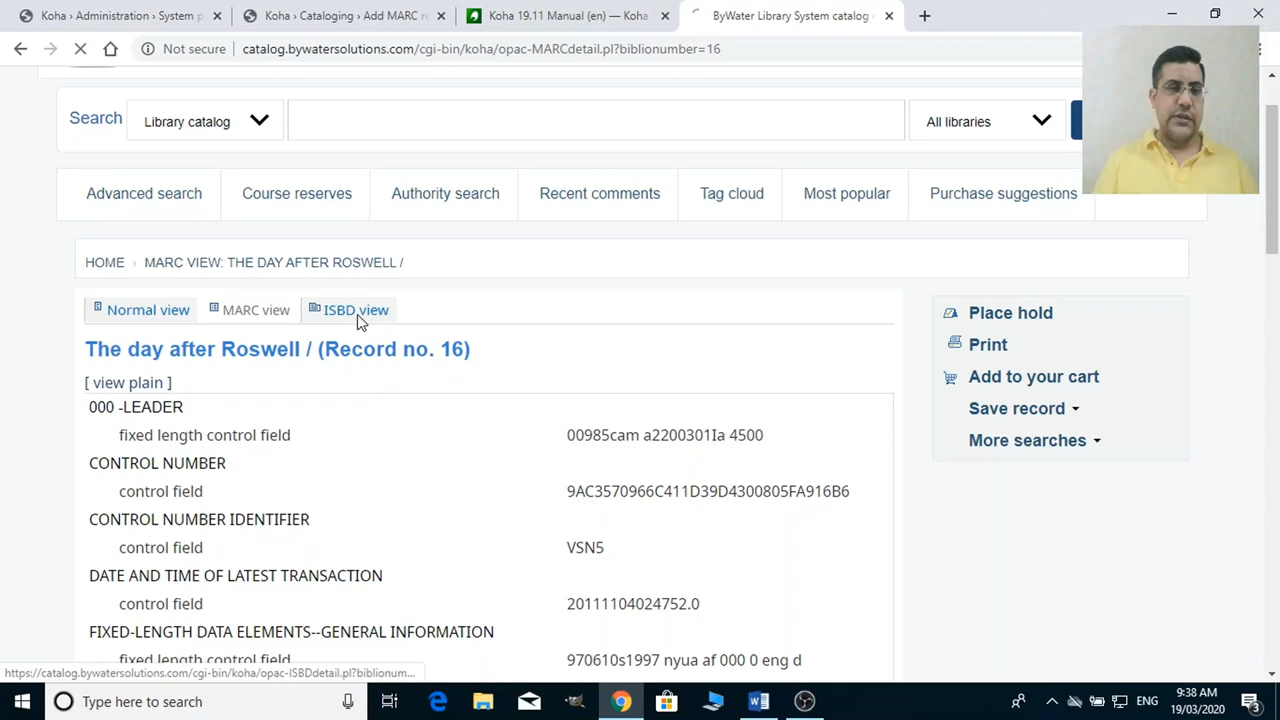 Koha › Administration › System p
Koha › Cataloging › Add MARC re
Koha 19.11 Manual (en) — Koha
ByWater Library System catalog
Not secure
catalog.bywatersolutions.com/cgi-bin/koha/opac-MARCdetail.pl?biblionumber=16
Search
Library catalog
All libraries
Advanced search
Course reserves
Authority search
Recent comments
Tag cloud
Most popular
Purchase suggestions
HOME › MARC VIEW: THE DAY AFTER ROSWELL /
Normal view
MARC view
ISBD view
The day after Roswell / (Record no. 16)
[ view plain ]
000 -LEADER
fixed length control field 00985cam a2200301Ia 4500
CONTROL NUMBER
control field 9AC3570966C411D39D4300805FA916B6
CONTROL NUMBER IDENTIFIER
control field VSN5
DATE AND TIME OF LATEST TRANSACTION
control field 20111104024752.0
FIXED-LENGTH DATA ELEMENTS--GENERAL INFORMATION
fixed length control field 970610s1997 nyua af 000 0 eng d
Place hold
Print
Add to your cart
Save record
More searches
https://catalog.bywatersolutions.com/cgi-bin/koha/opac-ISBDdetail.pl?biblionum...
Type here to search
ENG
9:38 AM
19/03/2020
3